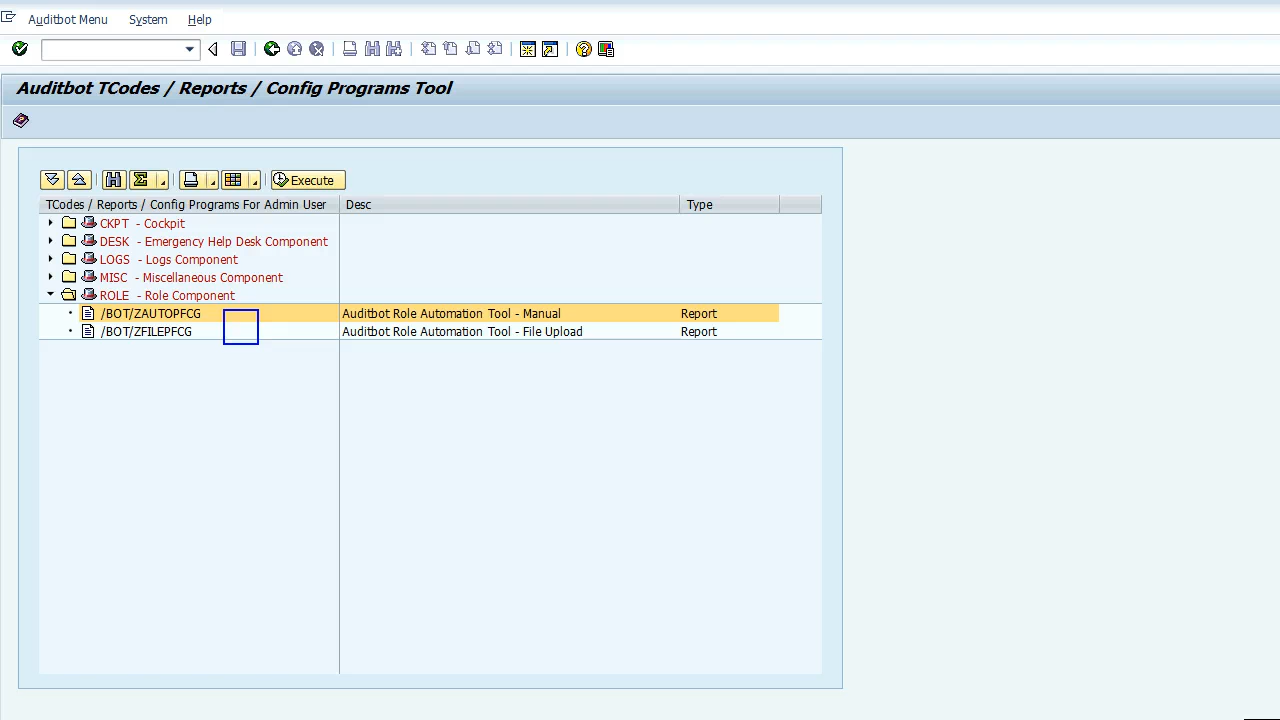 Auditbot Menu System Help
Auditbot TCodes / Reports / Config Programs Tool
Execute
TCodes / Reports / Config Programs For Admin User Desc Type
CKPT - Cockpit
DESK - Emergency Help Desk Component
LOGS - Logs Component
MISC - Miscellaneous Component
ROLE - Role Component
/BOT/ZAUTOPFCG Auditbot Role Automation Tool - Manual Report
/BOT/ZFILEPFCG Auditbot Role Automation Tool - File Upload Report